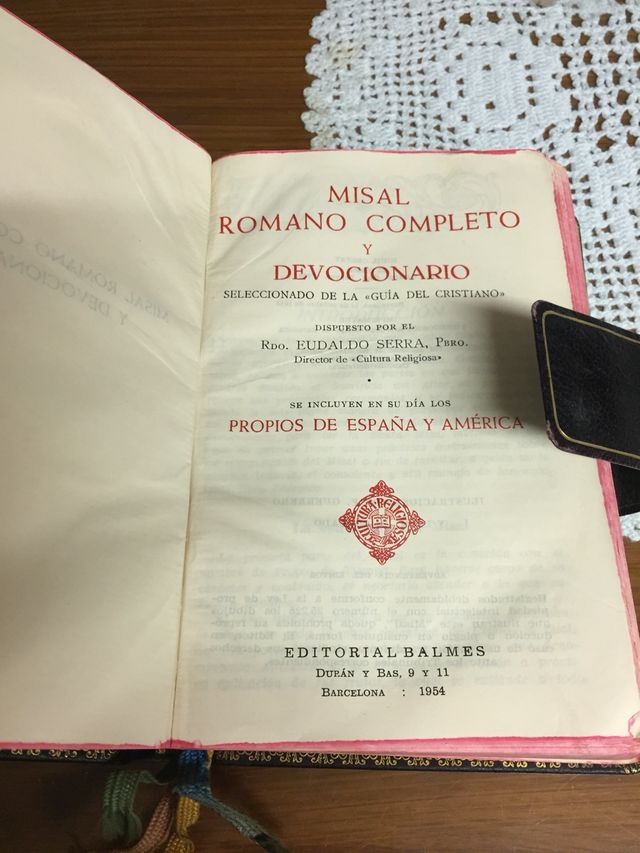 MISAL
ROMANO COMPLETO
Y
DEVOCIONARIO
SELECCIONADO DE LA «GUÍA DEL CRISTIANO»
DISPUESTO POR EL
RDO. EUDALDO SERRA, PBRO.
Director de «Cultura Religiosa»
SE INCLUYEN EN SU DÍA LOS
PROPIOS DE ESPAÑA Y AMÉRICA
CULTURA RELIGIOSA
EDITORIAL BALMES
DURÁN Y BAS, 9 Y 11
BARCELONA : 1954